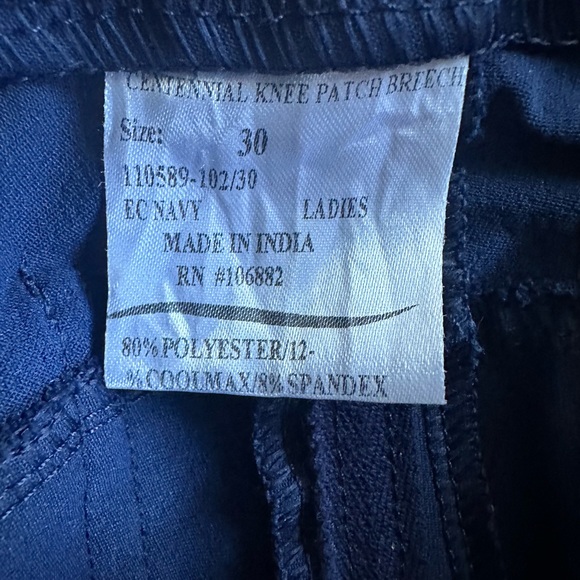 CENTENNIAL KNEE PATCH BREECH
Size: 30
110589-102/30
EC NAVY LADIES
MADE IN INDIA
RN #106882
80% POLYESTER/12-
%COOLMAX/8% SPANDEX